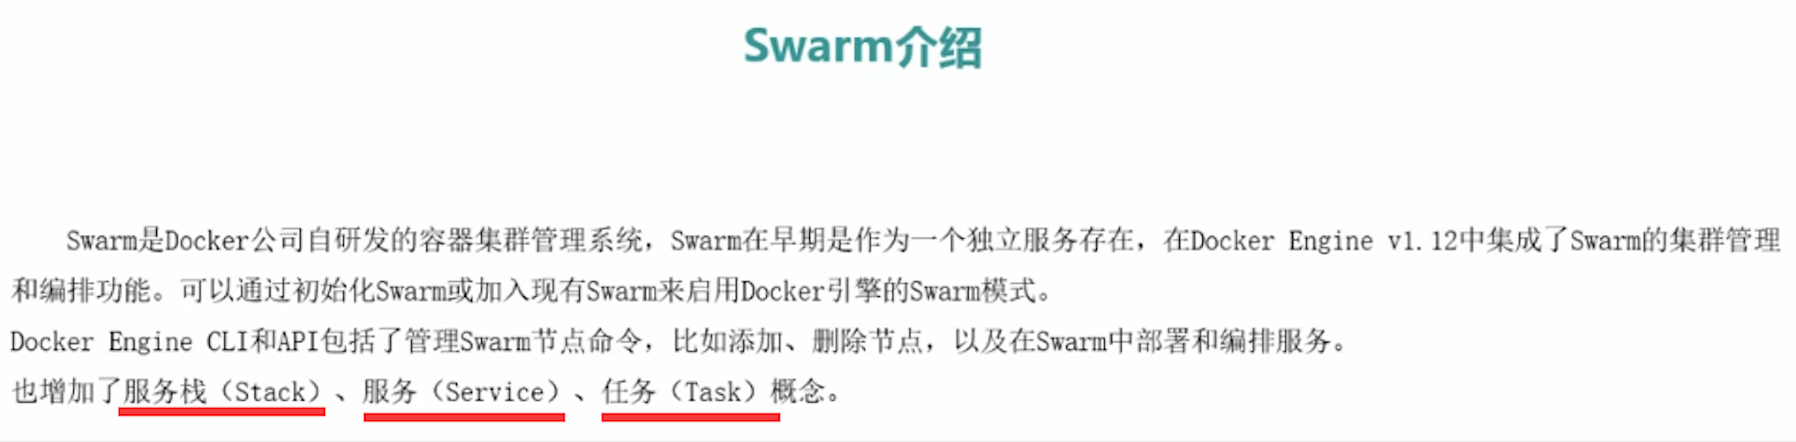 Swarm介绍
Swarm是Docker公司自研发的容器集群管理系统，Swarm在早期是作为一个独立服务存在，在Docker Engine v1.12中集成了Swarm的集群管理
和编排功能。可以通过初始化Swarm或加入现有Swarm来启用Docker引擎的Swarm模式。
Docker Engine CLI和API包括了管理Swarm节点命令，比如添加、删除节点，以及在Swarm中部署和编排服务。
也增加了服务栈（Stack）、服务（Service）、任务（Task）概念。